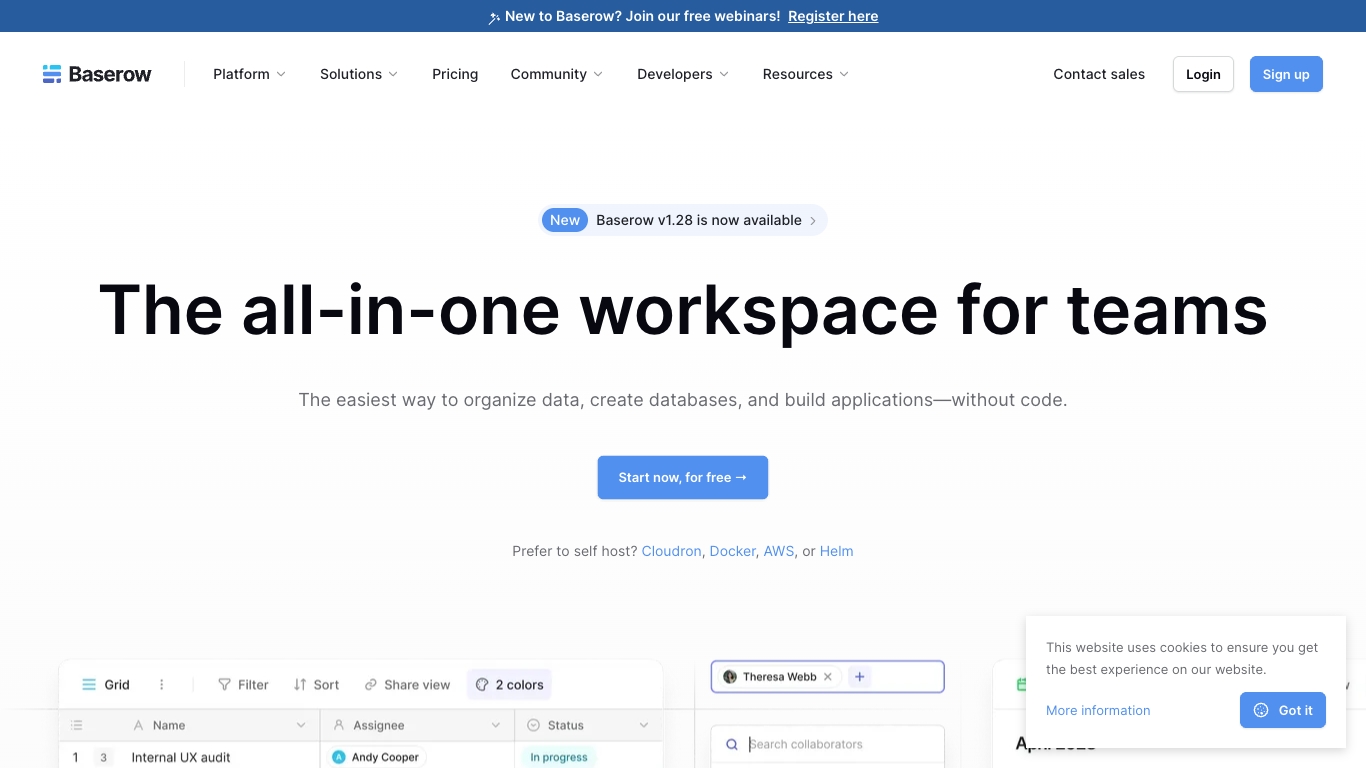 New to Baserow? Join our free webinars! Register here
Baserow
Platform
Solutions
Pricing
Community
Developers
Resources
Contact sales
Login
Sign up
New Baserow v1.28 is now available
The all-in-one workspace for teams
The easiest way to organize data, create databases, and build applications—without code.
Start now, for free →
Prefer to self host? Cloudron, Docker, AWS, or Helm
Grid
Filter
Sort
Share view
2 colors
Name
Assignee
Status
1
3
Internal UX audit
Andy Cooper
In progress
Theresa Webb
Search collaborators
This website uses cookies to ensure you get
the best experience on our website.
More information
Got it